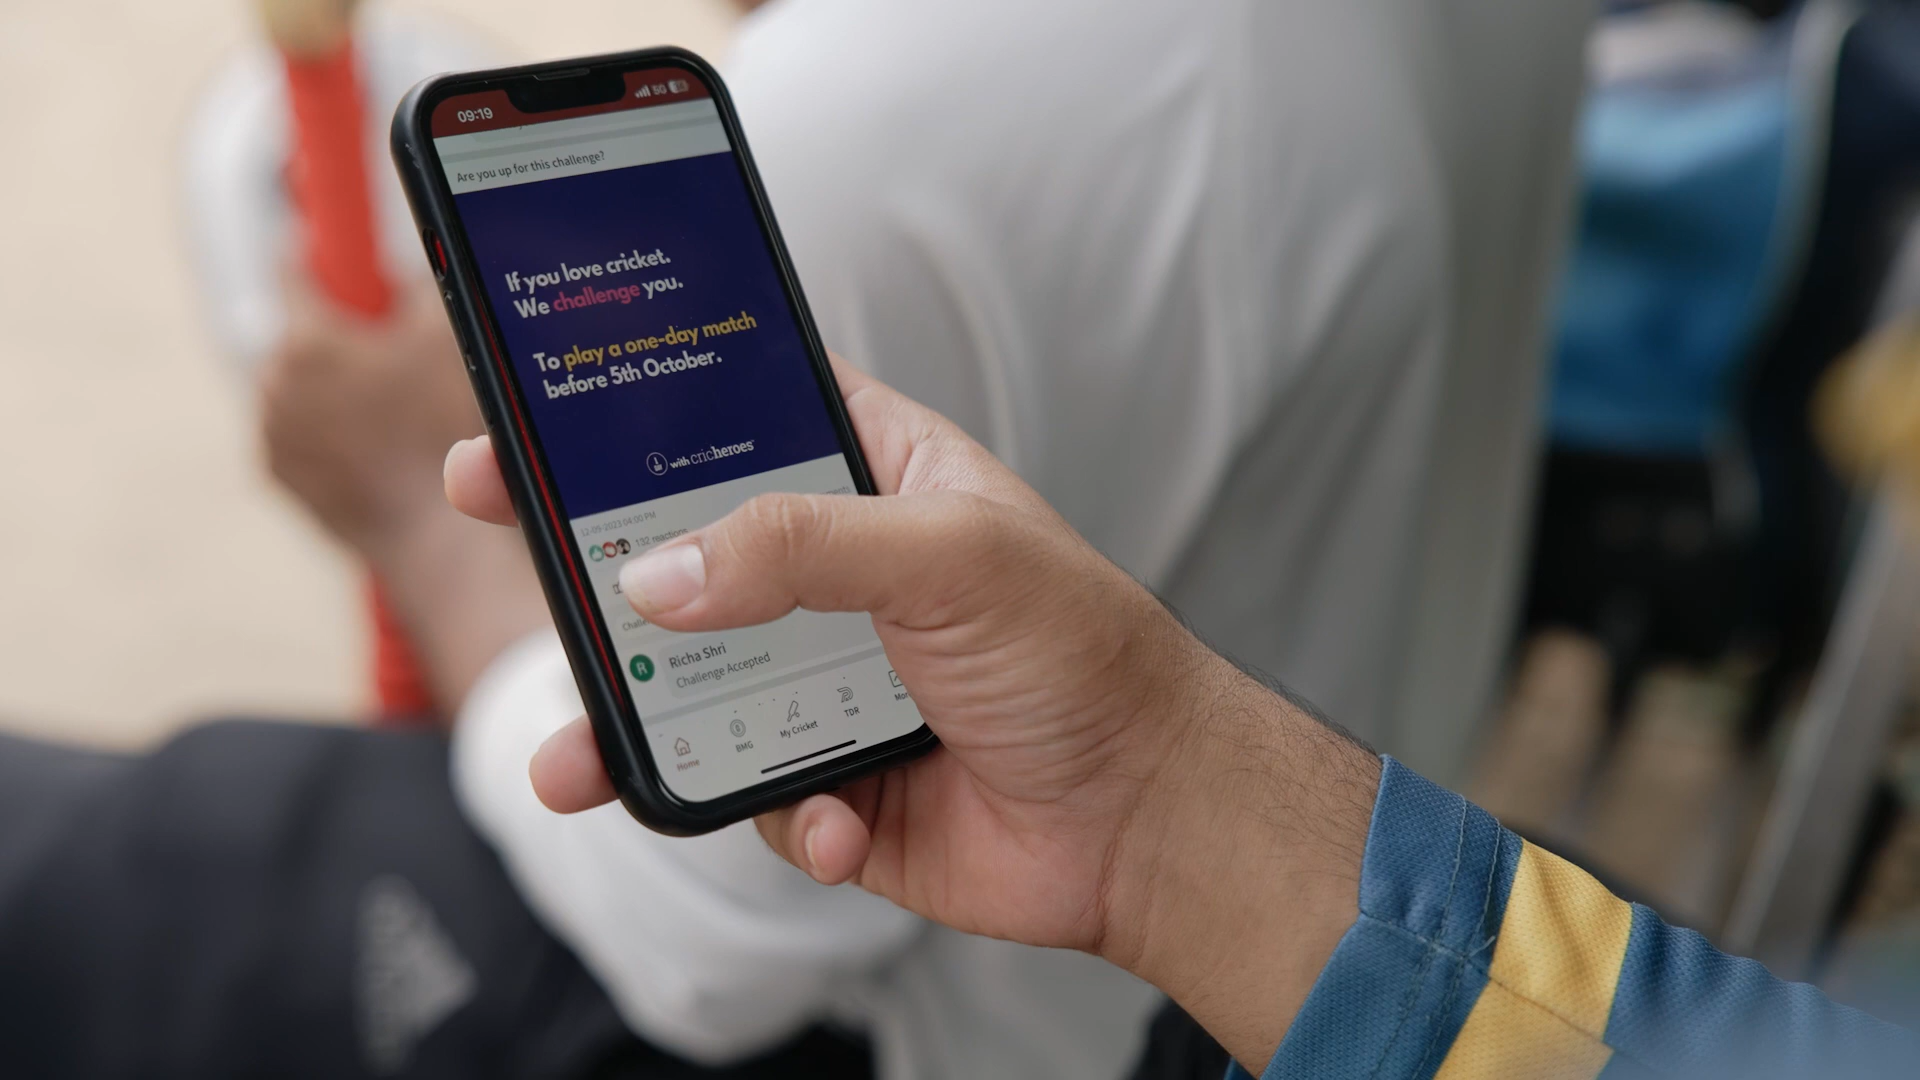 09:19
5G
Are you up for this challenge?
If you love cricket.
We challenge you.
To play a one-day match
before 5th October.
with cricheroes
12-09-2023 04:00 PM
132 reactions
Richa Shri
Challenge Accepted
Home
BMG
My Cricket
TDR